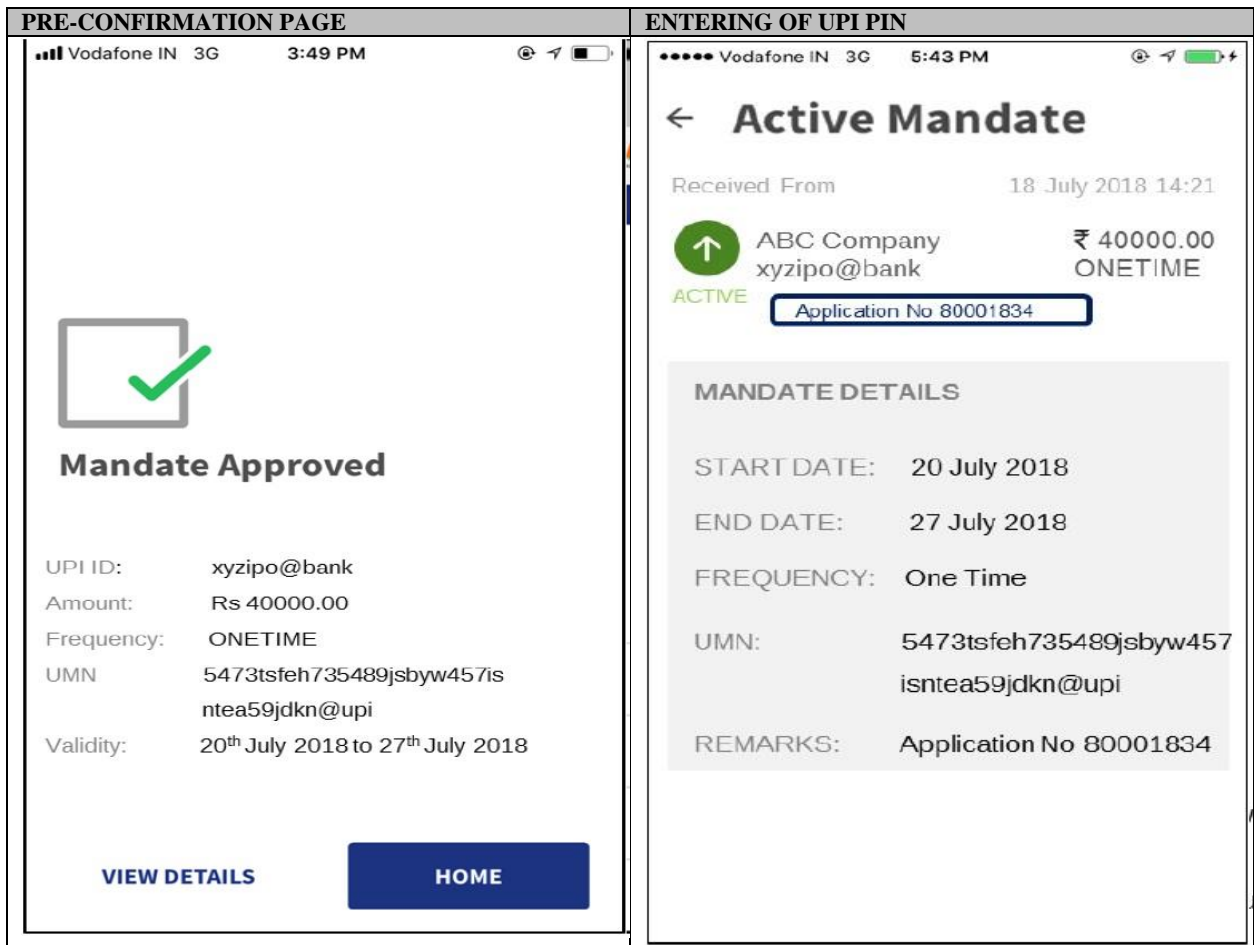 PRE-CONFIRMATION PAGE
Vodafone IN 3G 3:49 PM
Mandate Approved
UPI ID: xyzipo@bank
Amount: Rs 40000.00
Frequency: ONETIME
UMN 5473tsfeh735489jsbyw457is
ntea59jdkn@upi
Validity: 20th July 2018 to 27th July 2018
VIEW DETAILS HOME
ENTERING OF UPI PIN
Vodafone IN 3G 5:43 PM
← Active Mandate
Received From 18 July 2018 14:21
ABC Company ₹ 40000.00
xyzipo@bank ONETIME
ACTIVE
Application No 80001834
MANDATE DETAILS
START DATE: 20 July 2018
END DATE: 27 July 2018
FREQUENCY: One Time
UMN: 5473tsfeh735489jsbyw457
isntea59jdkn@upi
REMARKS: Application No 80001834